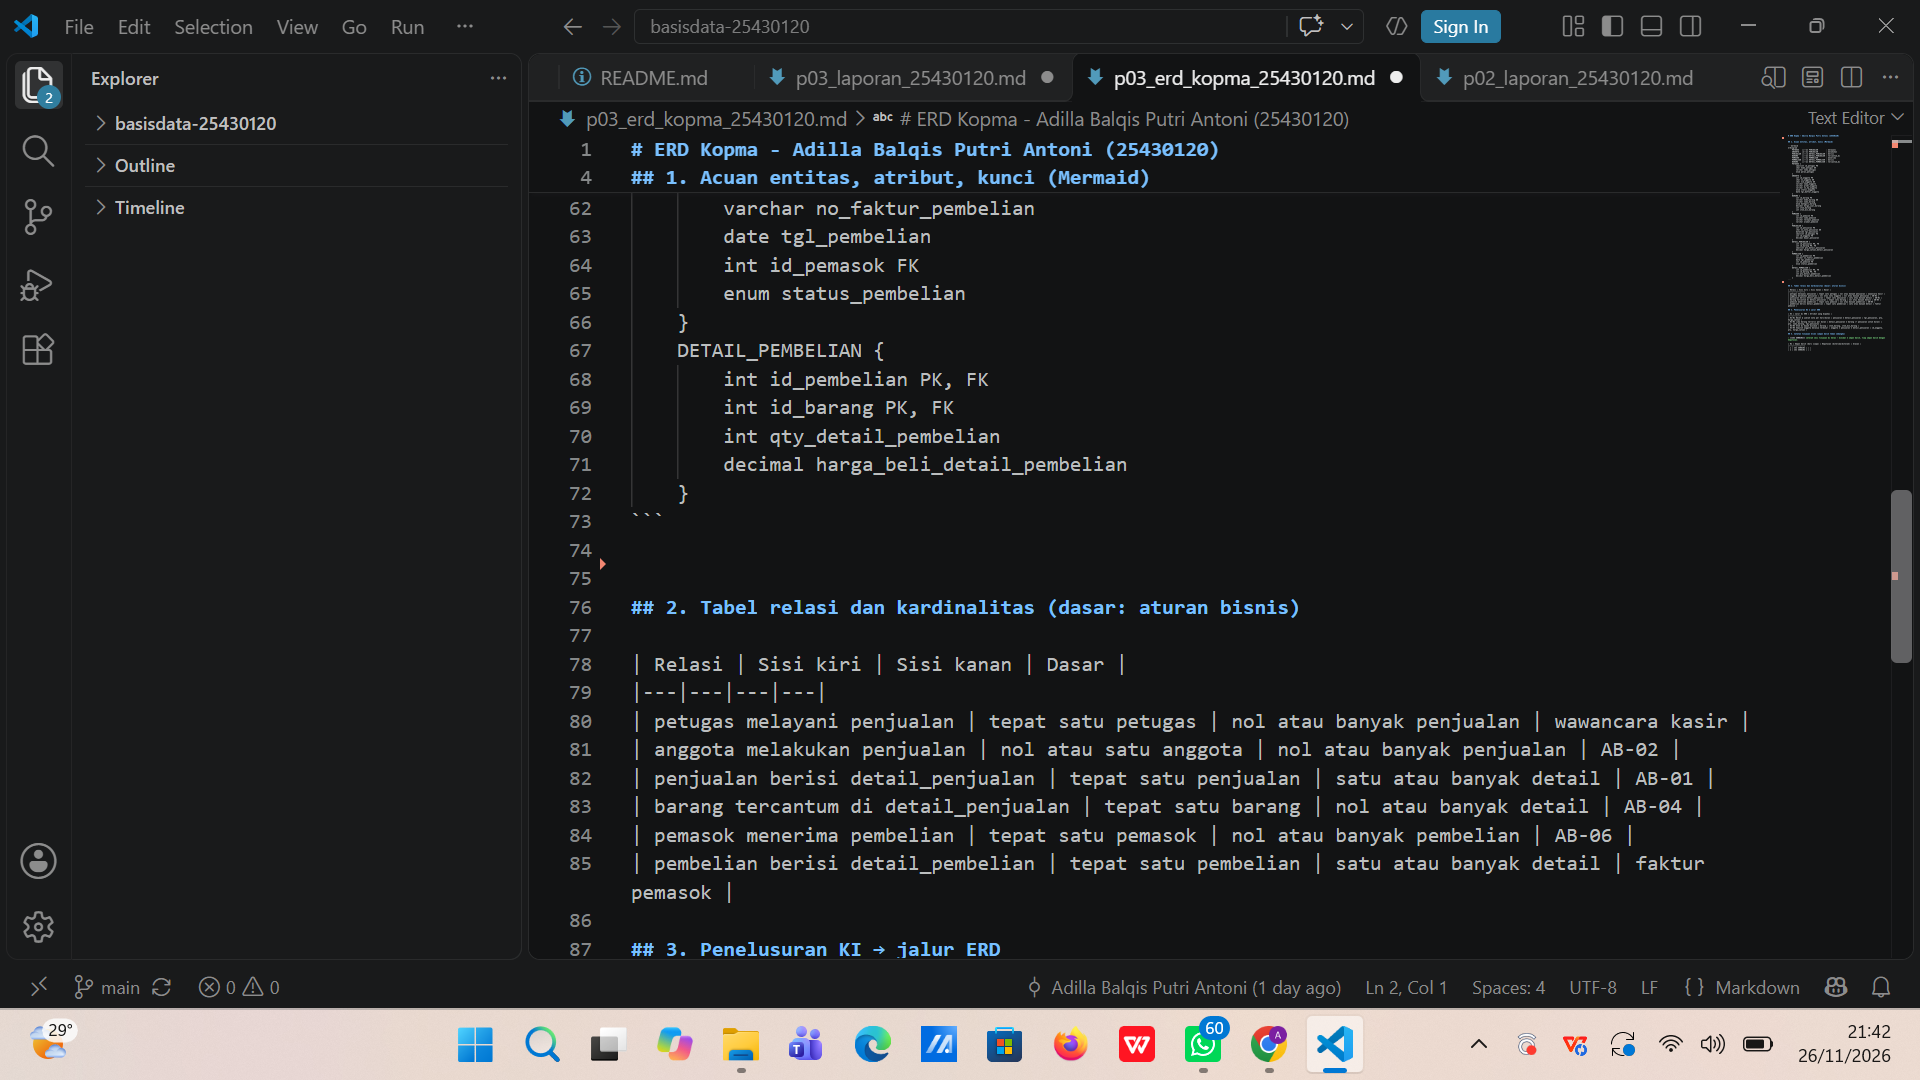 File Edit Selection View Go Run ···
basisdata-25430120
Sign In
Explorer
2
basisdata-25430120
Outline
Timeline
README.md p03_laporan_25430120.md p03_erd_kopma_25430120.md p02_laporan_25430120.md
p03_erd_kopma_25430120.md > abc # ERD Kopma - Adilla Balqis Putri Antoni (25430120)
Text Editor
1 # ERD Kopma - Adilla Balqis Putri Antoni (25430120)
4 ## 1. Acuan entitas, atribut, kunci (Mermaid)
62 varchar no_faktur_pembelian
63 date tgl_pembelian
64 int id_pemasok FK
65 enum status_pembelian
66 }
67 DETAIL_PEMBELIAN {
68 int id_pembelian PK, FK
69 int id_barang PK, FK
70 int qty_detail_pembelian
71 decimal harga_beli_detail_pembelian
72 }
73 ```
74
75
76 ## 2. Tabel relasi dan kardinalitas (dasar: aturan bisnis)
77
78 | Relasi | Sisi kiri | Sisi kanan | Dasar |
79 |---|---|---|---|
80 | petugas melayani penjualan | tepat satu petugas | nol atau banyak penjualan | wawancara kasir |
81 | anggota melakukan penjualan | nol atau satu anggota | nol atau banyak penjualan | AB-02 |
82 | penjualan berisi detail_penjualan | tepat satu penjualan | satu atau banyak detail | AB-01 |
83 | barang tercantum di detail_penjualan | tepat satu barang | nol atau banyak detail | AB-04 |
84 | pemasok menerima pembelian | tepat satu pemasok | nol atau banyak pembelian | AB-06 |
85 | pembelian berisi detail_pembelian | tepat satu pembelian | satu atau banyak detail | faktur
pemasok |
86
87 ## 3. Penelusuran KI → jalur ERD
main 0 0 Adilla Balqis Putri Antoni (1 day ago) Ln 2, Col 1 Spaces: 4 UTF-8 LF {} Markdown
29°
60
21:42
26/11/2026